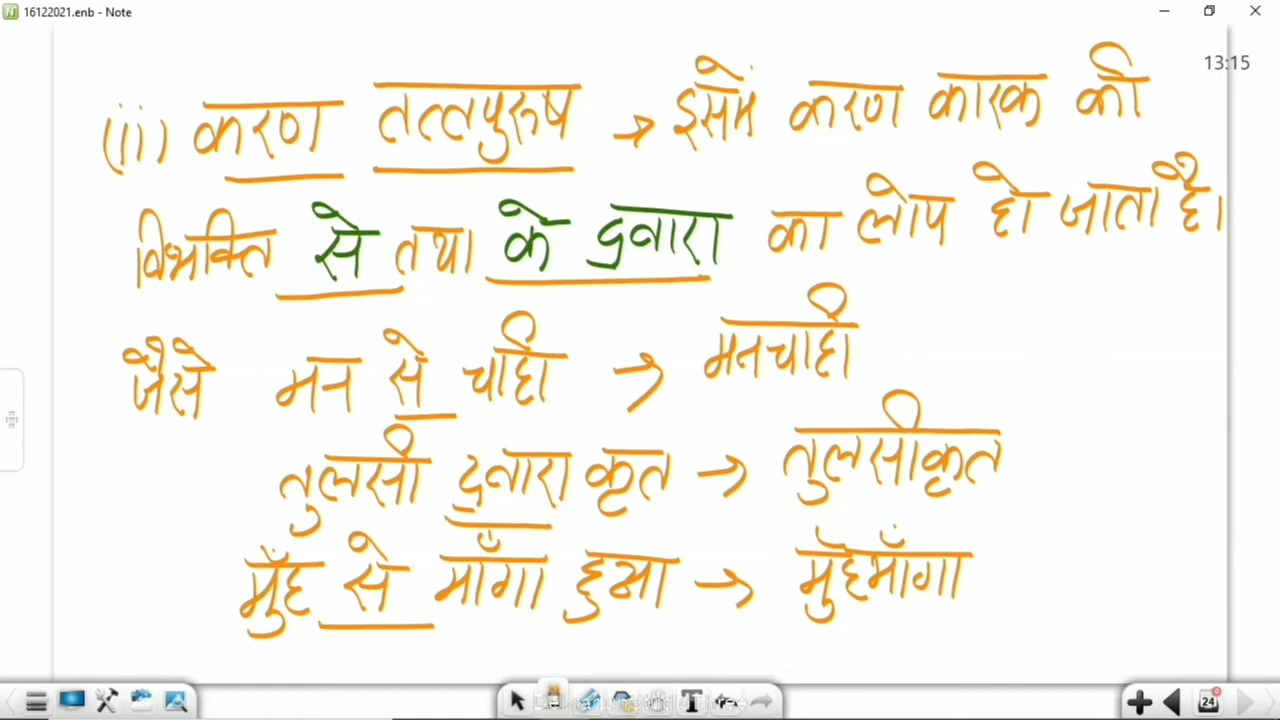 16122021.enb - Note
13:15
(ii) करण तत्तपुरूष → इसमें करण कारक की
विभक्ति से तथा के द्वारा का लोप हो जाता है।
जैसे मन से चाही → मनचाही
तुलसी द्वारा कृत → तुलसीकृत
मुँह से माँगा हुआ → मुँहमाँगा
24